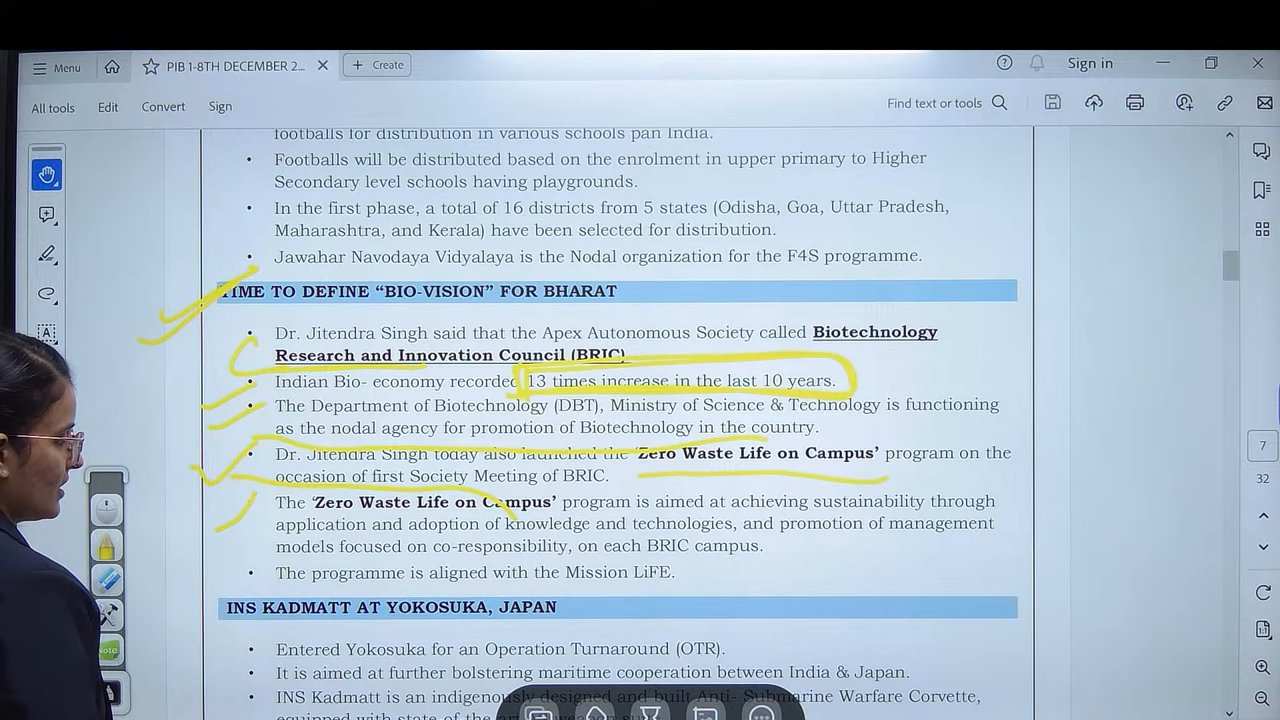 Menu
PIB 1-8TH DECEMBER 2...
Create
Sign in
All tools
Edit
Convert
Sign
Find text or tools
footballs for distribution in various schools pan India.
• Footballs will be distributed based on the enrolment in upper primary to Higher
Secondary level schools having playgrounds.
• In the first phase, a total of 16 districts from 5 states (Odisha, Goa, Uttar Pradesh,
Maharashtra, and Kerala) have been selected for distribution.
• Jawahar Navodaya Vidyalaya is the Nodal organization for the F4S programme.
TIME TO DEFINE “BIO-VISION” FOR BHARAT
• Dr. Jitendra Singh said that the Apex Autonomous Society called Biotechnology
Research and Innovation Council (BRIC)
• Indian Bio- economy recorded 13 times increase in the last 10 years.
• The Department of Biotechnology (DBT), Ministry of Science & Technology is functioning
as the nodal agency for promotion of Biotechnology in the country.
• Dr. Jitendra Singh today also launched the ‘Zero Waste Life on Campus’ program on the
occasion of first Society Meeting of BRIC.
The ‘Zero Waste Life on Campus’ program is aimed at achieving sustainability through
application and adoption of knowledge and technologies, and promotion of management
models focused on co-responsibility, on each BRIC campus.
• The programme is aligned with the Mission LiFE.
INS KADMATT AT YOKOSUKA, JAPAN
• Entered Yokosuka for an Operation Turnaround (OTR).
• It is aimed at further bolstering maritime cooperation between India & Japan.
• INS Kadmatt is an indigenously designed and built Anti- Submarine Warfare Corvette,
equipped with state of the art weapon
7
32
Note